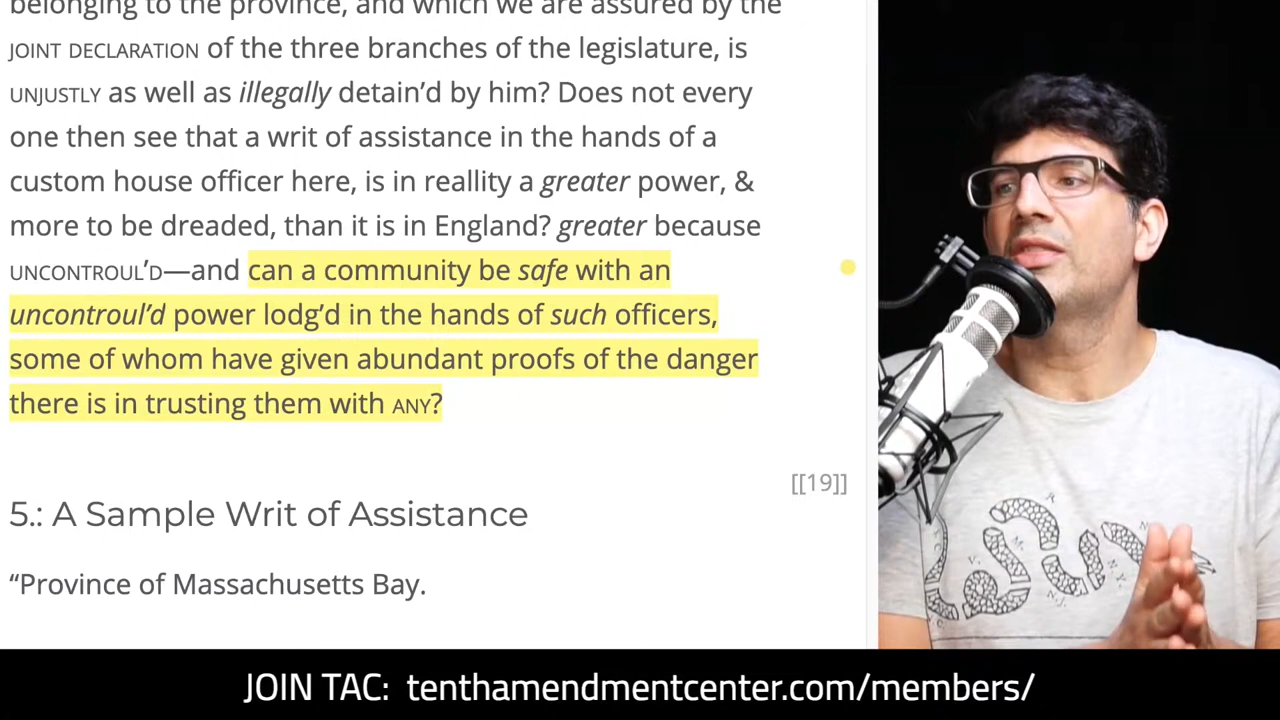 belonging to the province, and which we are assured by the
JOINT DECLARATION of the three branches of the legislature, is
UNJUSTLY as well as illegally detain’d by him? Does not every
one then see that a writ of assistance in the hands of a
custom house officer here, is in reallity a greater power, &
more to be dreaded, than it is in England? greater because
UNCONTROUL’D—and can a community be safe with an
uncontroul’d power lodg’d in the hands of such officers,
some of whom have given abundant proofs of the danger
there is in trusting them with ANY?
[[19]]
5.: A Sample Writ of Assistance
“Province of Massachusetts Bay.
R.
N.
M.
V.
N.Y.
N.J.
JOIN TAC: tenthamendmentcenter.com/members/